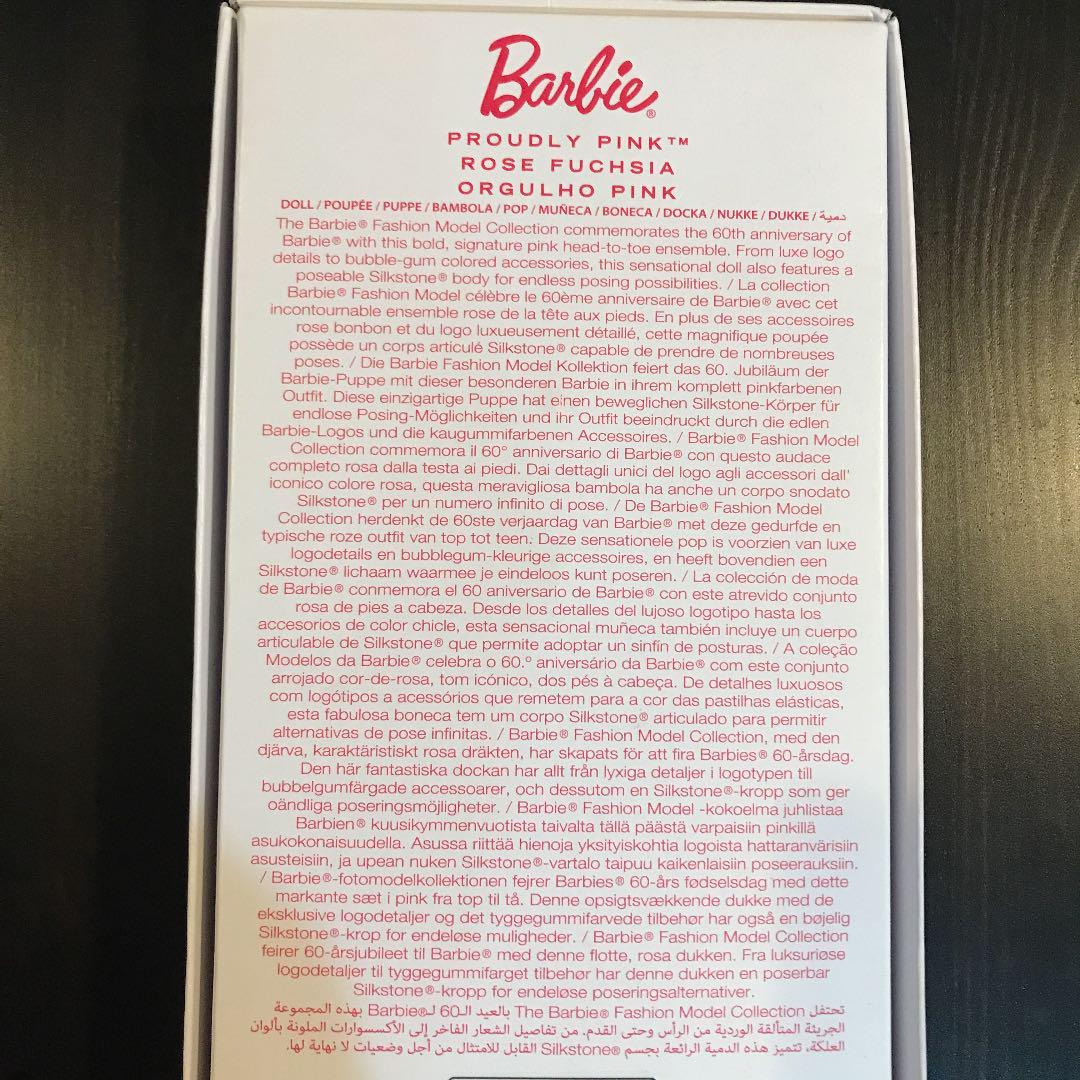 Barbie®
PROUDLY PINK™
ROSE FUCHSIA
ORGULHO PINK
DOLL / POUPÉE / PUPPE / BAMBOLA / POP / MUÑECA / BONECA / DOCKA / NUKKE / DUKKE / دمية
The Barbie® Fashion Model Collection commemorates the 60th anniversary of
Barbie® with this bold, signature pink head-to-toe ensemble. From luxe logo
details to bubble-gum colored accessories, this sensational doll also features a
poseable Silkstone® body for endless posing possibilities. / La collection
Barbie® Fashion Model célèbre le 60ème anniversaire de Barbie® avec cet
incontournable ensemble rose de la tête aux pieds. En plus de ses accessoires
rose bonbon et du logo luxueusement détaillé, cette magnifique poupée
possède un corps articulé Silkstone® capable de prendre de nombreuses
poses. / Die Barbie Fashion Model Kollektion feiert das 60. Jubiläum der
Barbie-Puppe mit dieser besonderen Barbie in ihrem komplett pinkfarbenen
Outfit. Diese einzigartige Puppe hat einen beweglichen Silkstone-Körper für
endlose Posing-Möglichkeiten und ihr Outfit beeindruckt durch die edlen
Barbie-Logos und die kaugummifarbenen Accessoires. / Barbie® Fashion Model
Collection commemora il 60° anniversario di Barbie® con questo audace
completo rosa dalla testa ai piedi. Dai dettagli unici del logo agli accessori dall'
iconico colore rosa, questa meravigliosa bambola ha anche un corpo snodato
Silkstone® per un numero infinito di pose. / De Barbie® Fashion Model
Collection herdenkt de 60ste verjaardag van Barbie® met deze gedurfde en
typische roze outfit van top tot teen. Deze sensationele pop is voorzien van luxe
logodetails en bubblegum-kleurige accessoires, en heeft bovendien een
Silkstone® lichaam waarmee je eindeloos kunt poseren. / La colección de moda
de Barbie® conmemora el 60 aniversario de Barbie® con este atrevido conjunto
rosa de pies a cabeza. Desde los detalles del lujoso logotipo hasta los
accesorios de color chicle, esta sensacional muñeca también incluye un cuerpo
articulable de Silkstone® que permite adoptar un sinfín de posturas. / A coleção
Modelos da Barbie® celebra o 60.º aniversário da Barbie® com este conjunto
arrojado cor-de-rosa, tom icónico, dos pés à cabeça. De detalhes luxuosos
com logótipos a acessórios que remetem para a cor das pastilhas elásticas,
esta fabulosa boneca tem um corpo Silkstone® articulado para permitir
alternativas de pose infinitas. / Barbie® Fashion Model Collection, med den
djärva, karaktäristiskt rosa dräkten, har skapats för att fira Barbies® 60-årsdag.
Den här fantastiska dockan har allt från lyxiga detaljer i logotypen till
bubbelgumfärgade accessoarer, och dessutom en Silkstone®-kropp som ger
oändliga poseringsmöjligheter. / Barbie® Fashion Model -kokoelma juhlistaa
Barbien® kuusikymmenvuotista taivalta tällä päästä varpaisiin pinkillä
asukokonaisuudella. Asussa riittää hienoja yksityiskohtia logoista hattaranvärisiin
asusteisiin, ja upean nuken Silkstone®-vartalo taipuu kaikenlaisiin poseerauksiin.
/ Barbie®-fotomodelkollektionen fejrer Barbies® 60-års fødselsdag med dette
markante sæt i pink fra top til tå. Denne opsigtsvækkende dukke med de
eksklusive logodetaljer og det tyggegummifarvede tilbehør har også en bøjelig
Silkstone®-krop for endeløse muligheder. / Barbie® Fashion Model Collection
feirer 60-årsjubileet til Barbie® med denne flotte, rosa dukken. Fra luksuriøse
logodetaljer til tyggegummifarget tilbehør har denne dukken en poserbar
Silkstone®-kropp for endeløse poseringsalternativer.
تحتفل The Barbie® Fashion Model Collection بالعيد الـ60 لـBarbie® بهذه المجموعة
الجريئة المتألقة الوردية من الرأس وحتى القدم. من تفاصيل الشعار الفاخر إلى الأكسسوارات الملونة بألوان
العلكة، تتميز هذه الدمية الرائعة بجسم Silkstone® القابل للامتثال من أجل وضعيات لا نهاية لها.